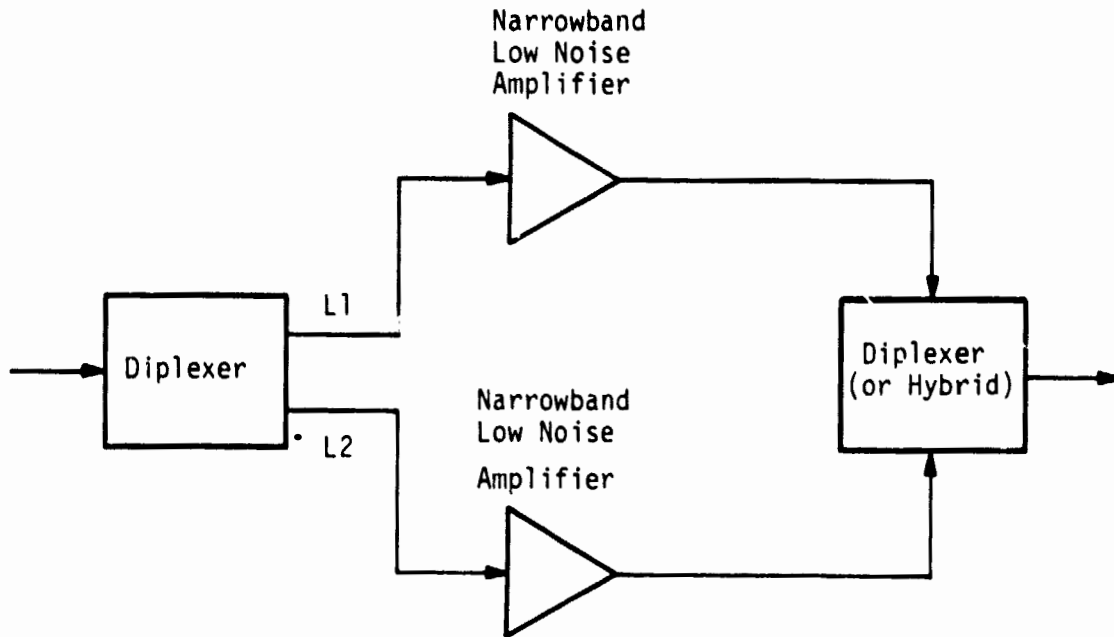 Narrowband
Low Noise
Amplifier
L1
Diplexer
L2
Narrowband
Low Noise
Amplifier
Diplexer
(or Hybrid)